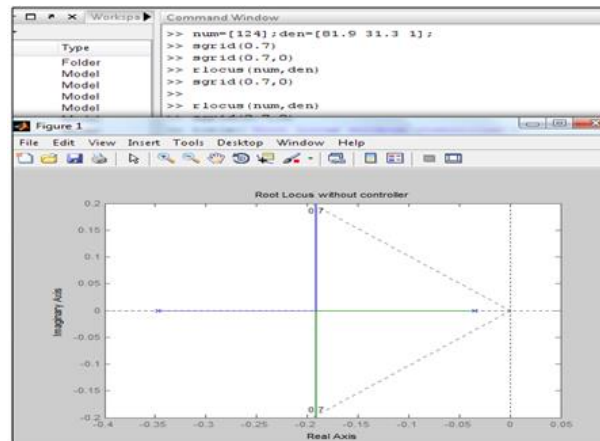 Workspa
Command Window
Type
Folder
Model
Model
Model
Model
Model
>> num=[124];den=[81.9 31.3 1];
>> sgrid(0.7)
>> sgrid(0.7,0)
>> rlocus(num,den)
>> sgrid(0.7,0)
>>
>> rlocus(num,den)
Figure 1
File Edit View Insert Tools Desktop Window Help
Root Locus without controller
Imaginary Axis
0.2
0.15
0.1
0.05
0
-0.05
-0.1
-0.15
-0.2
0.7
0.7
-0.4 -0.35 -0.3 -0.25 -0.2 -0.15 -0.1 -0.05 0 0.05
Real Axis